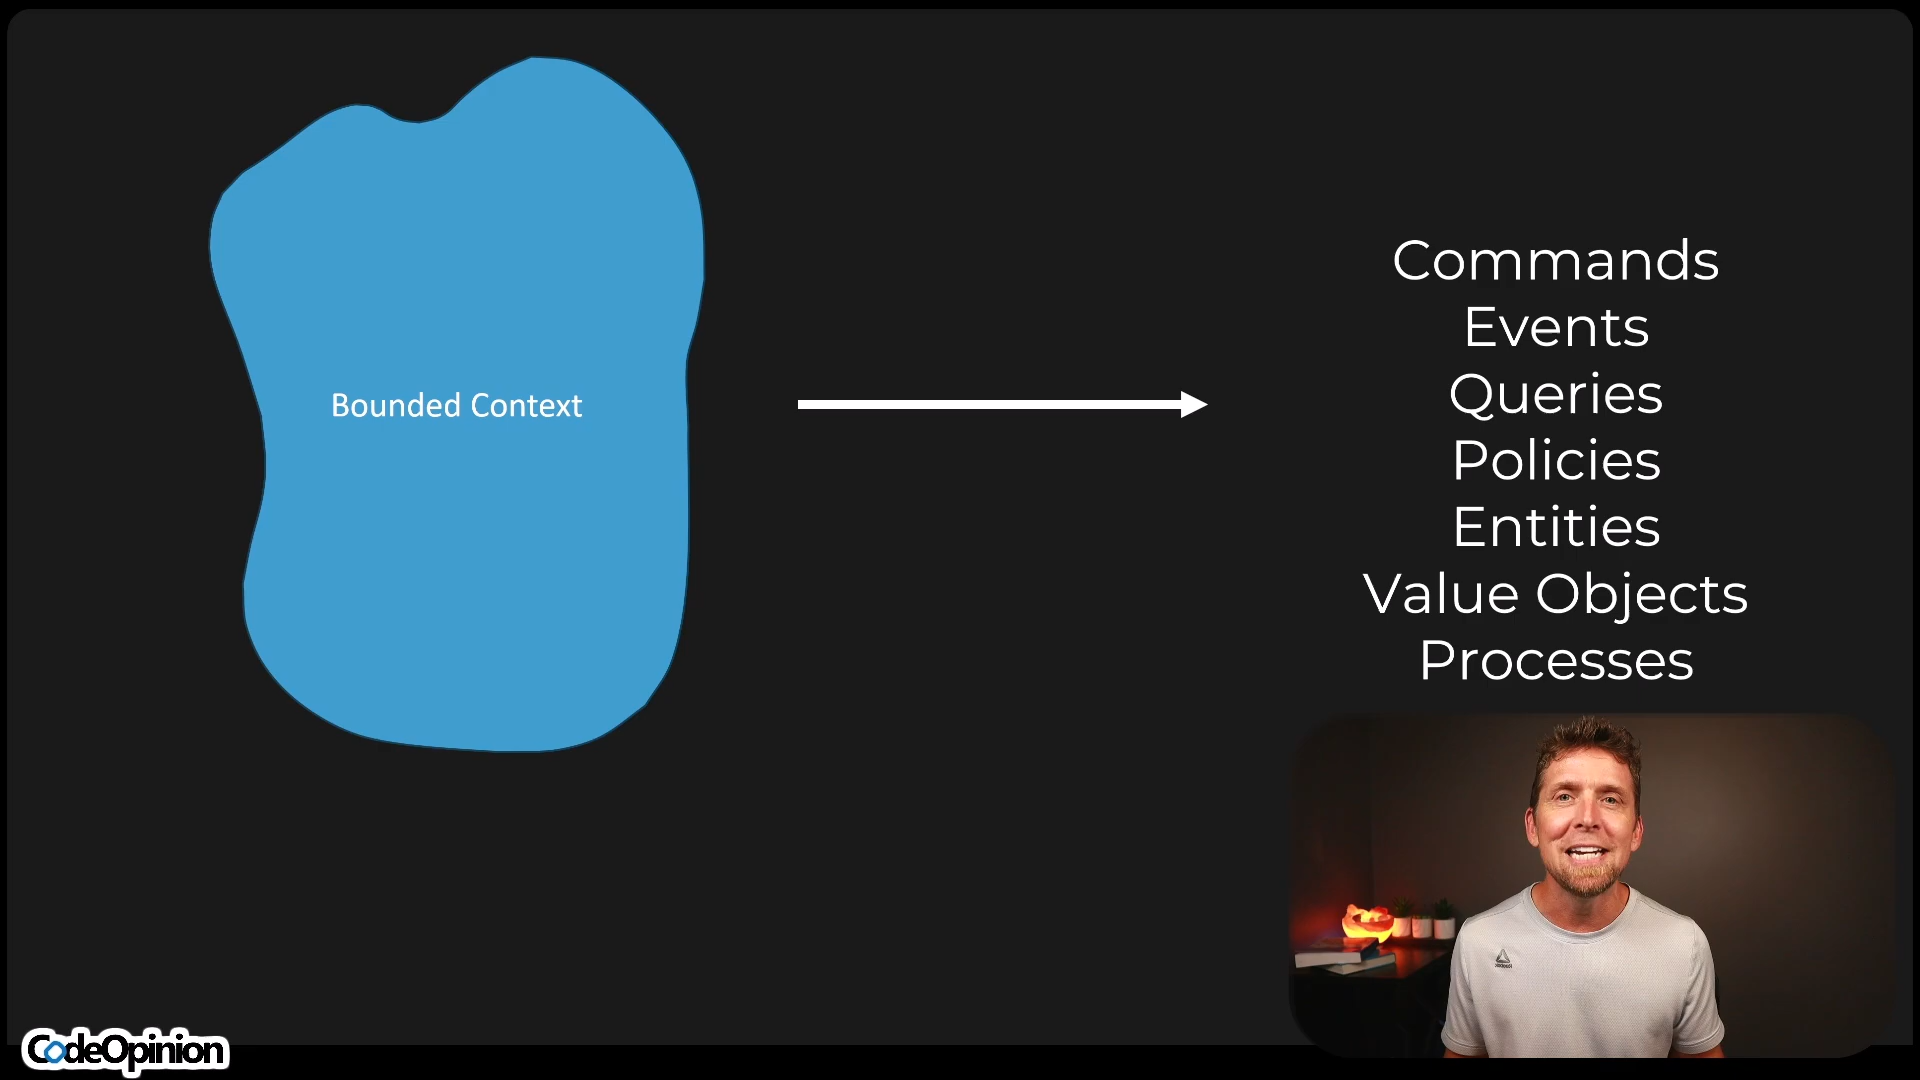 Bounded Context
Commands
Events
Queries
Policies
Entities
Value Objects
Processes
CodeOpinion